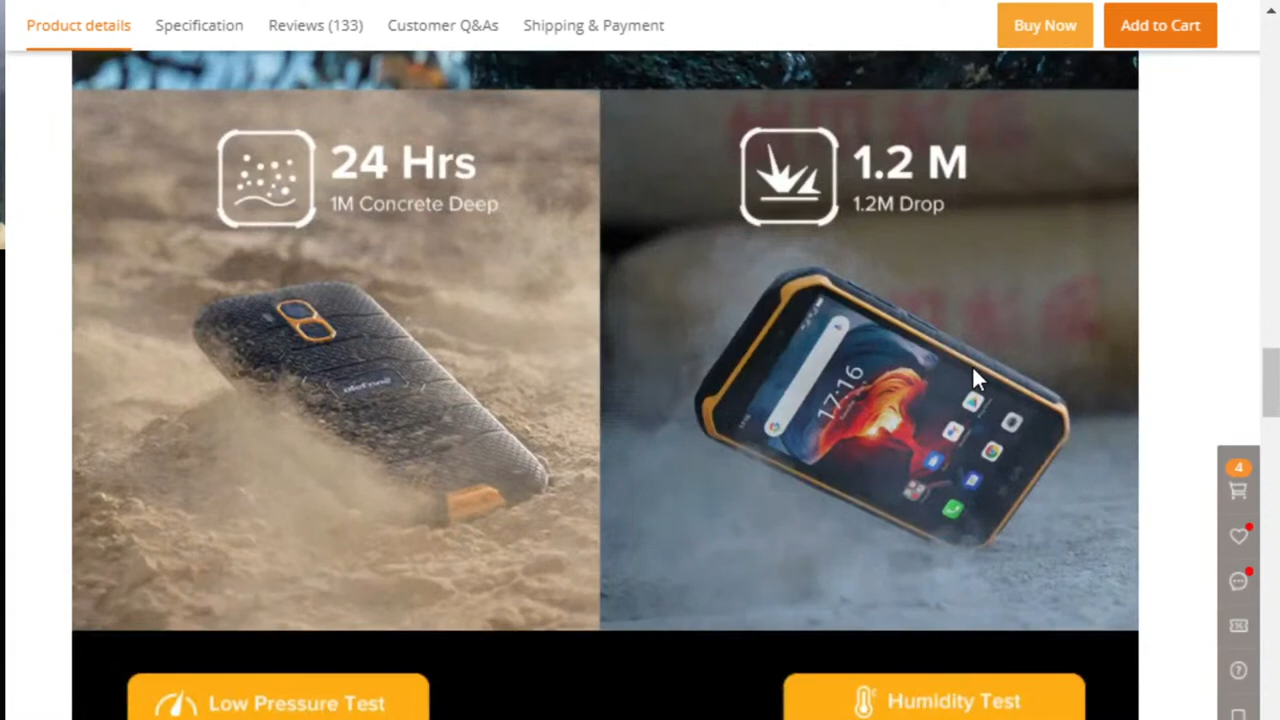 Product details
Specification
Reviews (133)
Customer Q&As
Shipping & Payment
Buy Now
Add to Cart
24 Hrs
1M Concrete Deep
1.2 M
1.2M Drop
ulefone
17:16
4
Low Pressure Test
Humidity Test